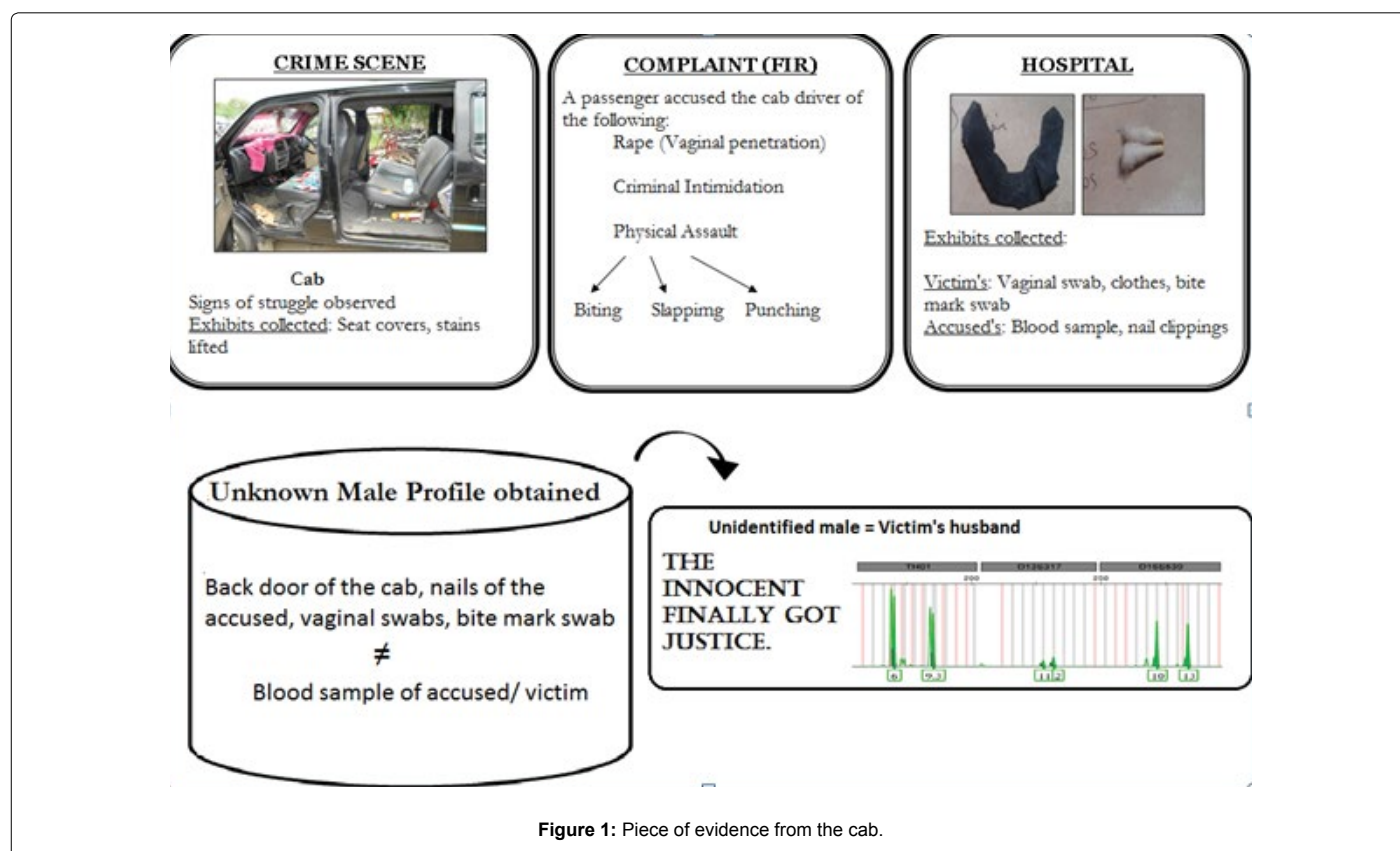 CRIME SCENE
Cab
Signs of struggle observed
Exhibits collected: Seat covers, stains
lifted
COMPLAINT (FIR)
A passenger accused the cab driver of
the following:
Rape (Vaginal penetration)
Criminal Intimidation
Physical Assault
Biting Slappimg Punching
HOSPITAL
Exhibits collected:
Victim's: Vaginal swab, clothes, bite
mark swab
Accused's: Blood sample, nail clippings
Unknown Male Profile obtained
Back door of the cab, nails of the
accused, vaginal swabs, bite mark swab
≠
Blood sample of accused/ victim
Unidentified male = Victim's husband
THE
INNOCENT
FINALLY GOT
JUSTICE.
TH01
200 200
6 9.3 11 12 10 13
Figure 1: Piece of evidence from the cab.